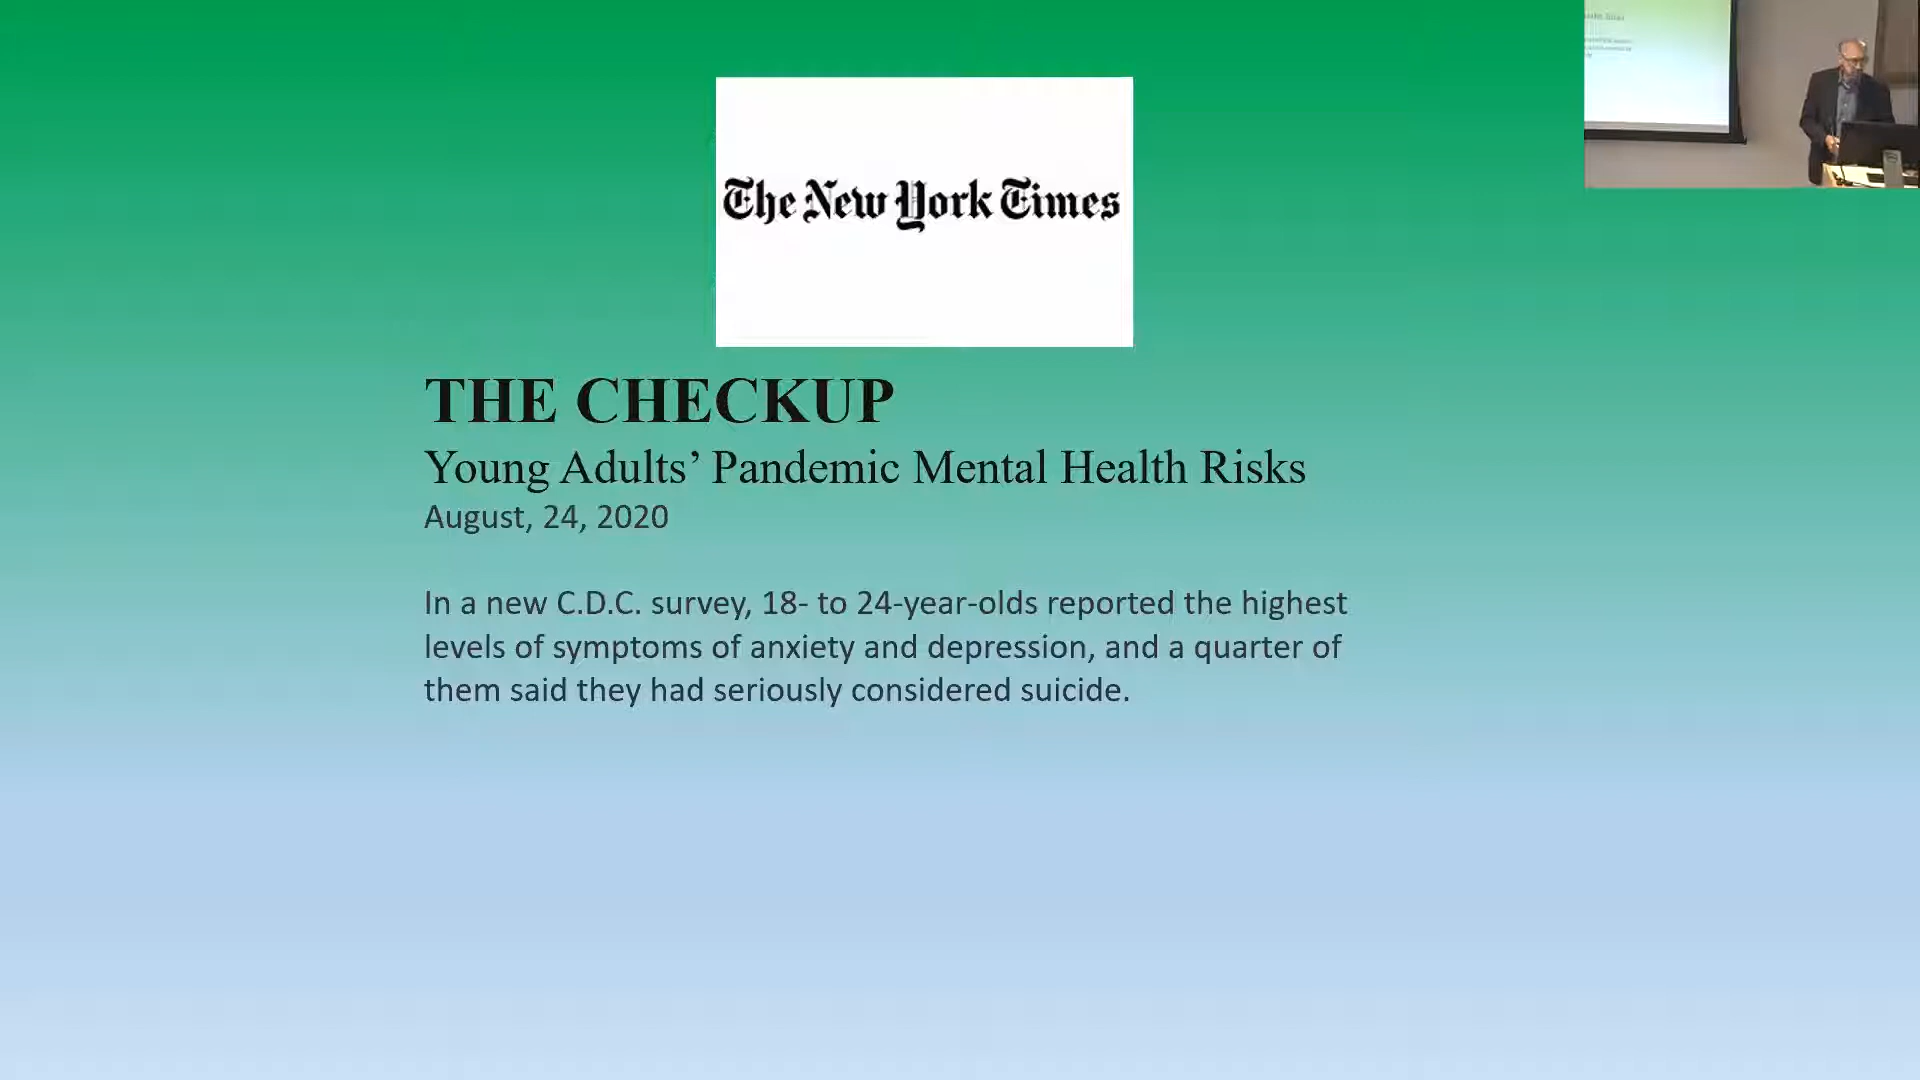 The New York Times
THE CHECKUP
Young Adults’ Pandemic Mental Health Risks
August, 24, 2020
In a new C.D.C. survey, 18- to 24-year-olds reported the highest
levels of symptoms of anxiety and depression, and a quarter of
them said they had seriously considered suicide.